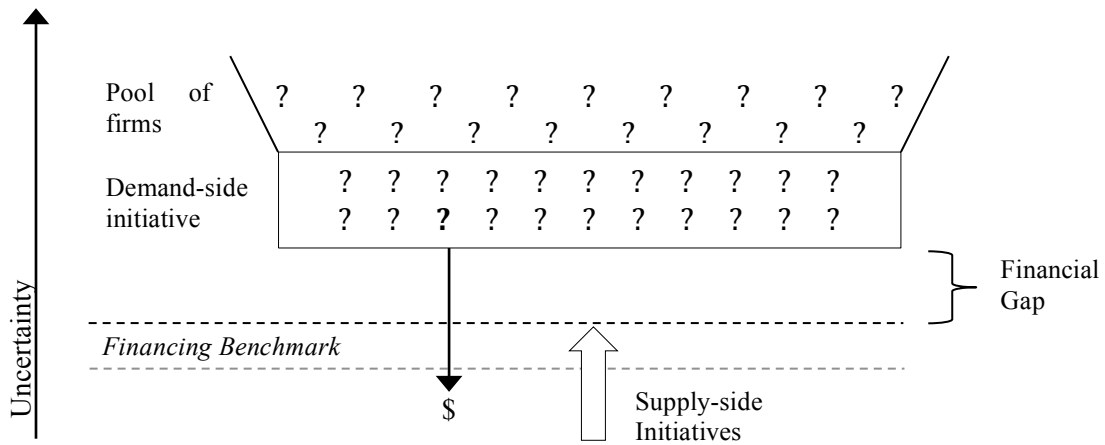 Pool of
firms
? ? ? ? ? ? ? ? ?
? ? ? ? ? ? ? ?
Demand-side
initiative
? ? ? ? ? ? ? ? ? ? ?
? ? ? ? ? ? ? ? ? ? ?
Financial
Gap
Uncertainty
Financing Benchmark
$
Supply-side
Initiatives